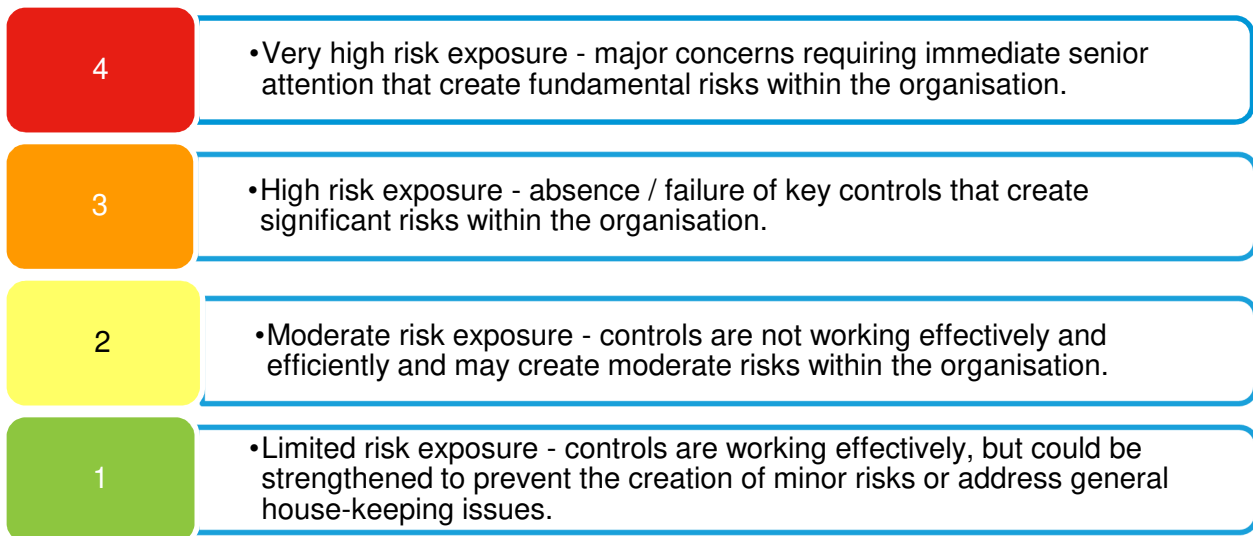 4
•Very high risk exposure - major concerns requiring immediate senior
attention that create fundamental risks within the organisation.
3
•High risk exposure - absence / failure of key controls that create
significant risks within the organisation.
2
•Moderate risk exposure - controls are not working effectively and
efficiently and may create moderate risks within the organisation.
1
•Limited risk exposure - controls are working effectively, but could be
strengthened to prevent the creation of minor risks or address general
house-keeping issues.